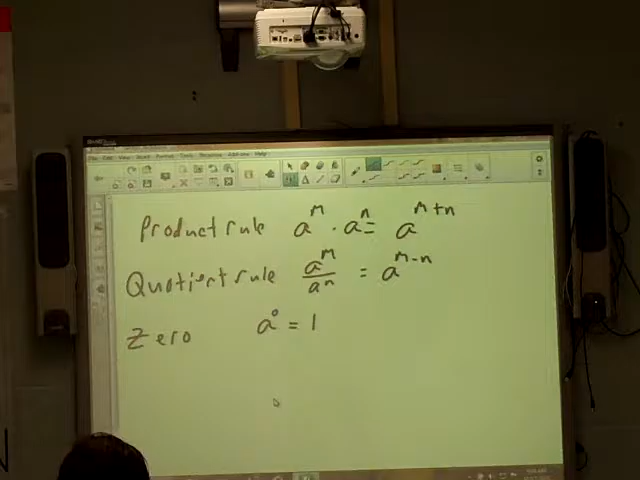 Product rule a^m · a^n = a^m+n
Quotient rule a^m/a^n = a^m-n
Zero a^0 = 1